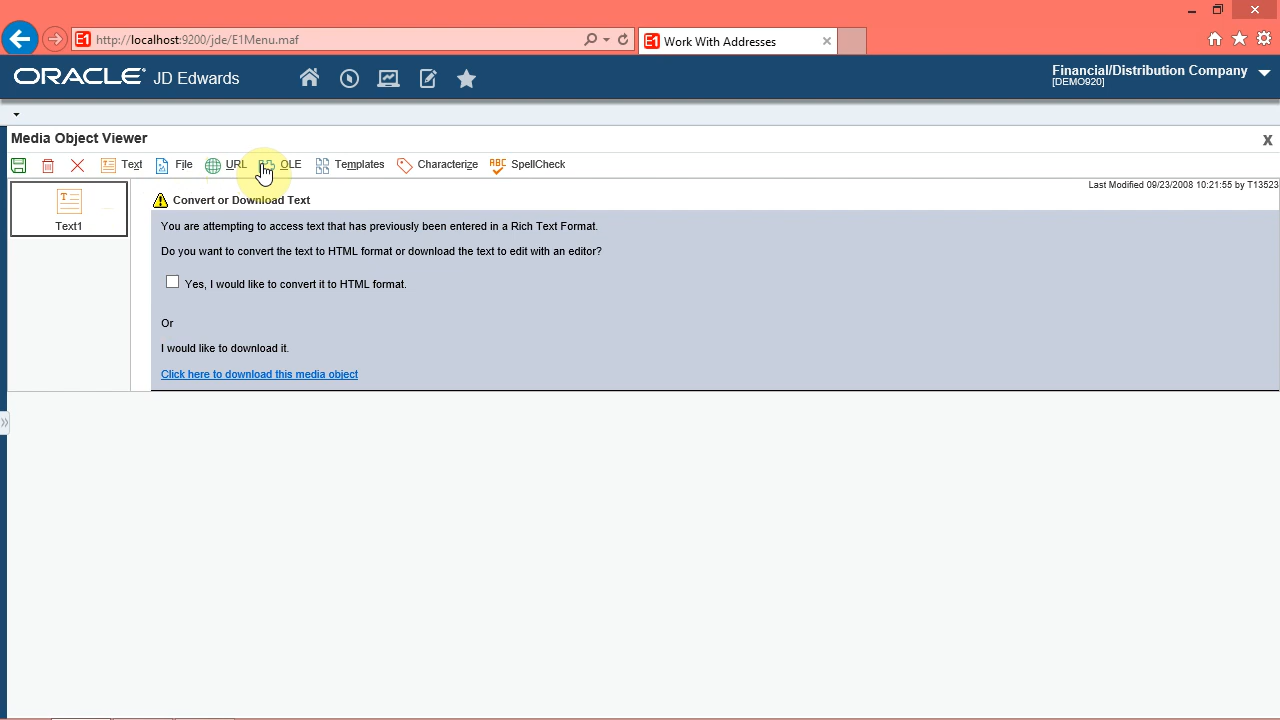 http://localhost:9200/jde/E1Menu.maf
E1 Work With Addresses
ORACLE JD Edwards
Financial/Distribution Company
[DEMO920]
Media Object Viewer
X
Text File URL OLE Templates Characterize ABC SpellCheck
Last Modified 09/23/2008 10:21:55 by T13523
Text1
Convert or Download Text
You are attempting to access text that has previously been entered in a Rich Text Format.
Do you want to convert the text to HTML format or download the text to edit with an editor?
Yes, I would like to convert it to HTML format.
Or
I would like to download it.
Click here to download this media object